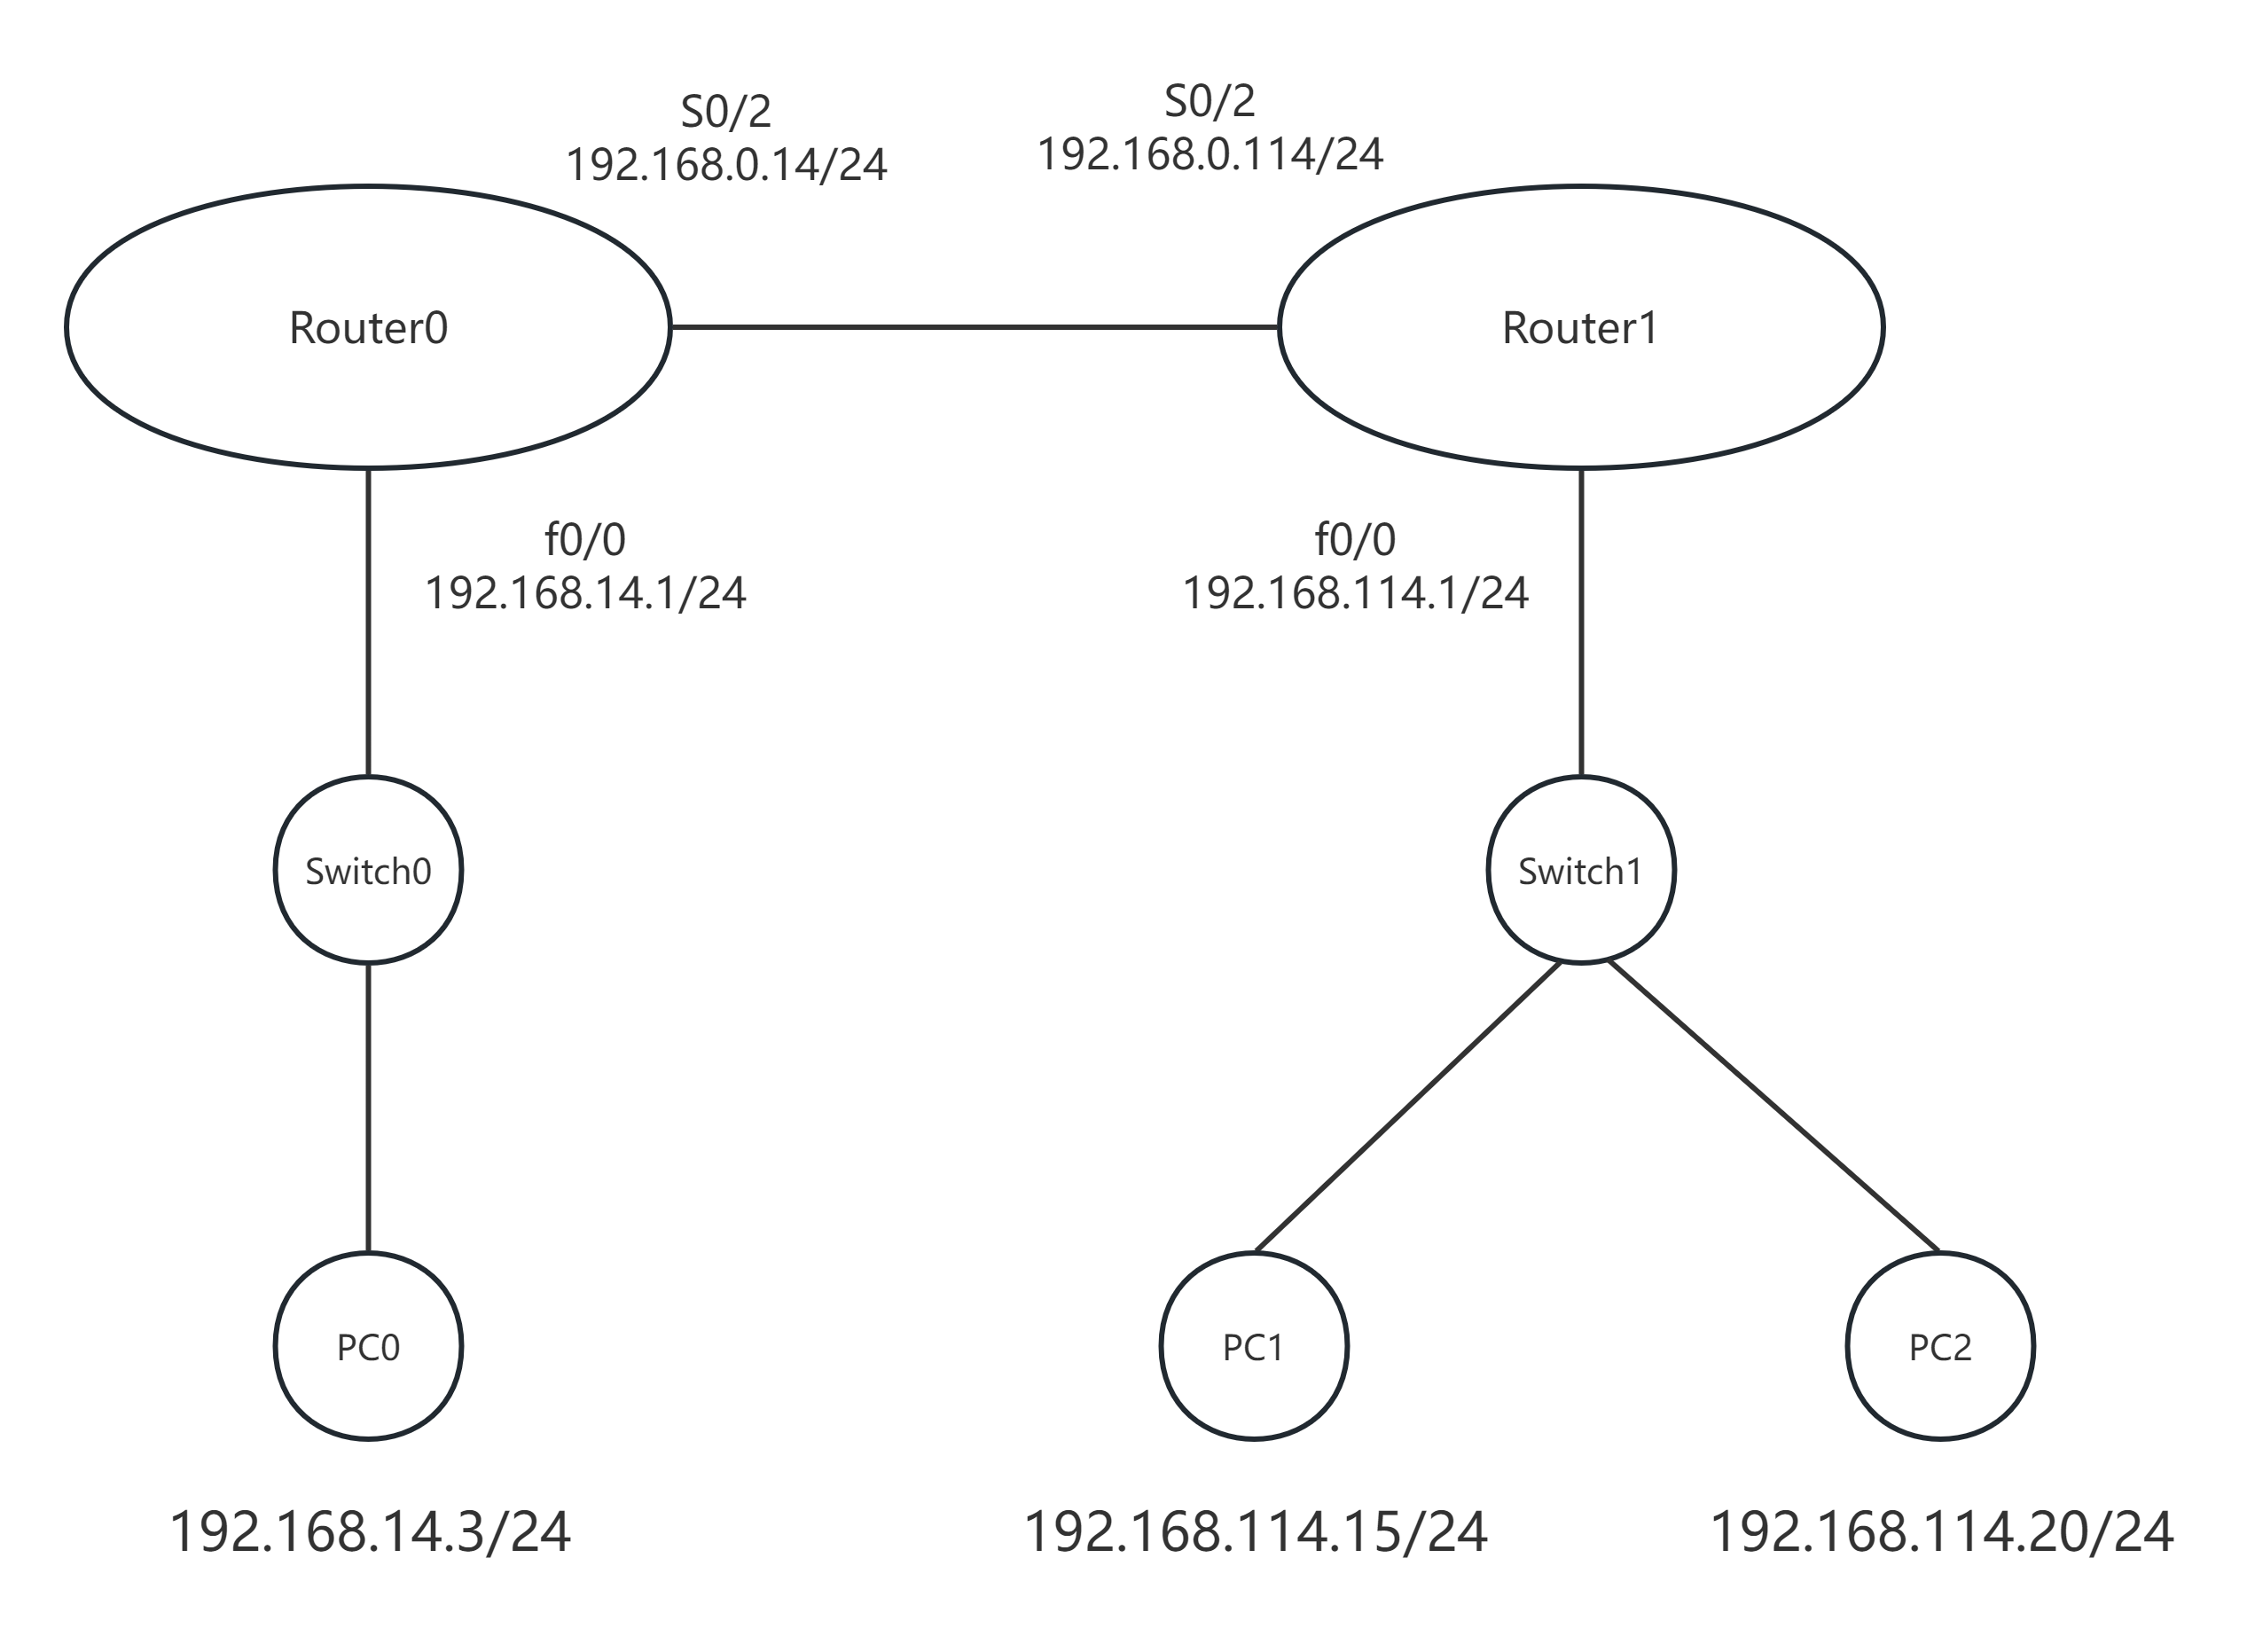 S0/2
192.168.0.14/24
S0/2
192.168.0.114/24
Router0
Router1
f0/0
192.168.14.1/24
f0/0
192.168.114.1/24
Switch0
Switch1
PC0
PC1
PC2
192.168.14.3/24
192.168.114.15/24
192.168.114.20/24